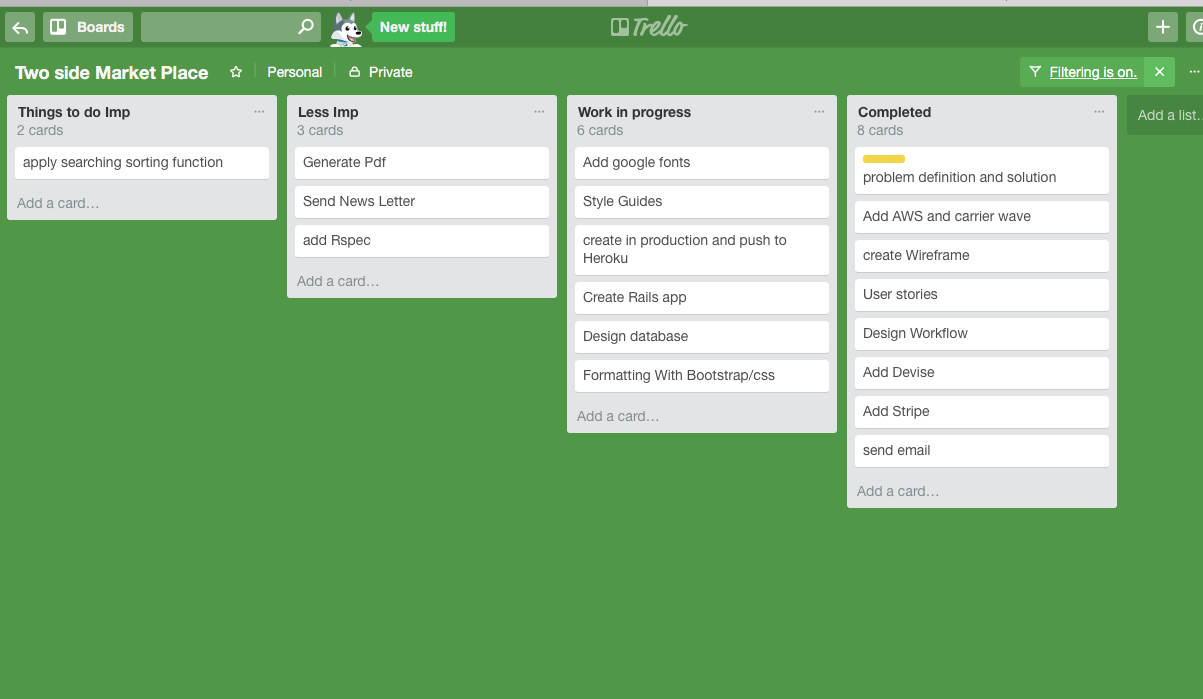 Boards
New stuff!
Trello
Two side Market Place
Personal
Private
Filtering is on.
Things to do Imp
2 cards
apply searching sorting function
Add a card…
Less Imp
3 cards
Generate Pdf
Send News Letter
add Rspec
Add a card…
Work in progress
6 cards
Add google fonts
Style Guides
create in production and push to
Heroku
Create Rails app
Design database
Formatting With Bootstrap/css
Add a card…
Completed
8 cards
problem definition and solution
Add AWS and carrier wave
create Wireframe
User stories
Design Workflow
Add Devise
Add Stripe
send email
Add a card…
Add a list…